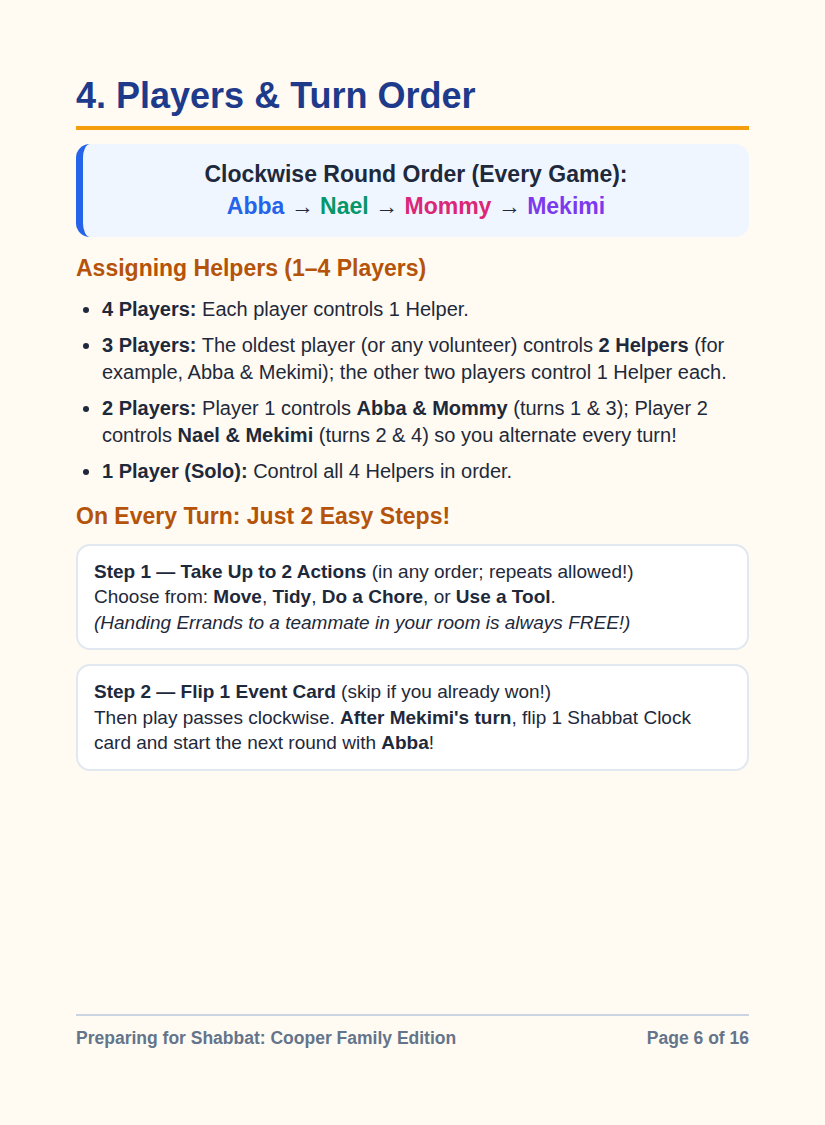 4. Players & Turn Order
Clockwise Round Order (Every Game):
Abba → Nael → Mommy → Mekimi
Assigning Helpers (1–4 Players)
• 4 Players: Each player controls 1 Helper.
• 3 Players: The oldest player (or any volunteer) controls 2 Helpers (for
example, Abba & Mekimi); the other two players control 1 Helper each.
• 2 Players: Player 1 controls Abba & Mommy (turns 1 & 3); Player 2
controls Nael & Mekimi (turns 2 & 4) so you alternate every turn!
• 1 Player (Solo): Control all 4 Helpers in order.
On Every Turn: Just 2 Easy Steps!
Step 1 — Take Up to 2 Actions (in any order; repeats allowed!)
Choose from: Move, Tidy, Do a Chore, or Use a Tool.
(Handing Errands to a teammate in your room is always FREE!)
Step 2 — Flip 1 Event Card (skip if you already won!)
Then play passes clockwise. After Mekimi's turn, flip 1 Shabbat Clock
card and start the next round with Abba!
Preparing for Shabbat: Cooper Family Edition
Page 6 of 16